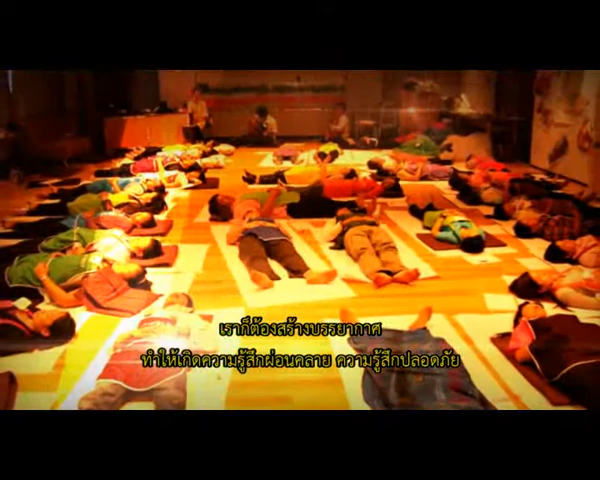 เราก็ต้องสร้างบรรยากาศ
ทำให้เกิดความรู้สึกผ่อนคลาย ความรู้สึกปลอดภัย